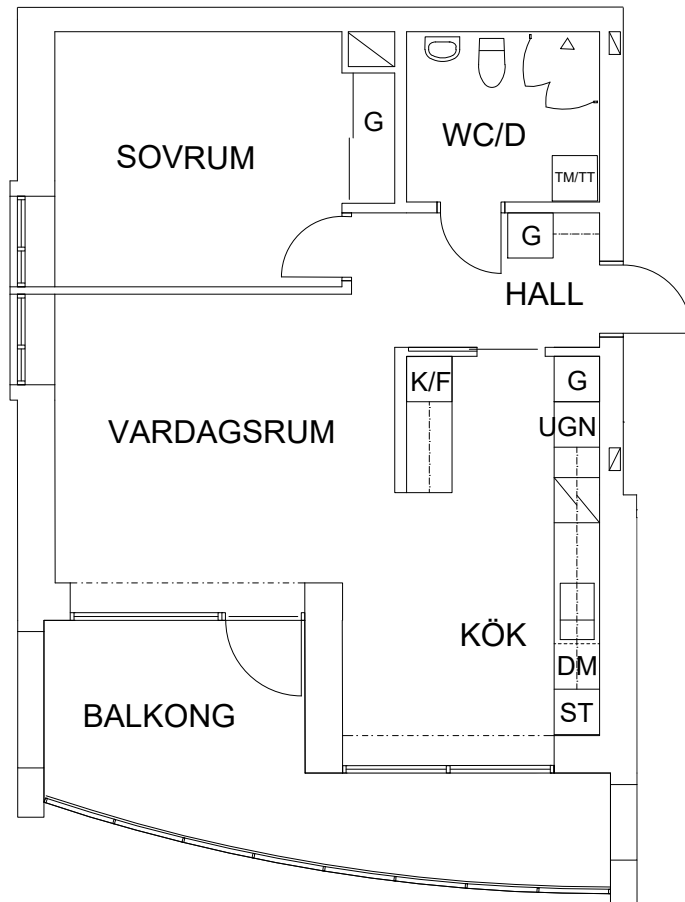 G
WC/D
SOVRUM
TM/TT
G
HALL
K/F
G
UGN
VARDAGSRUM
KÖK
DM
BALKONG
ST